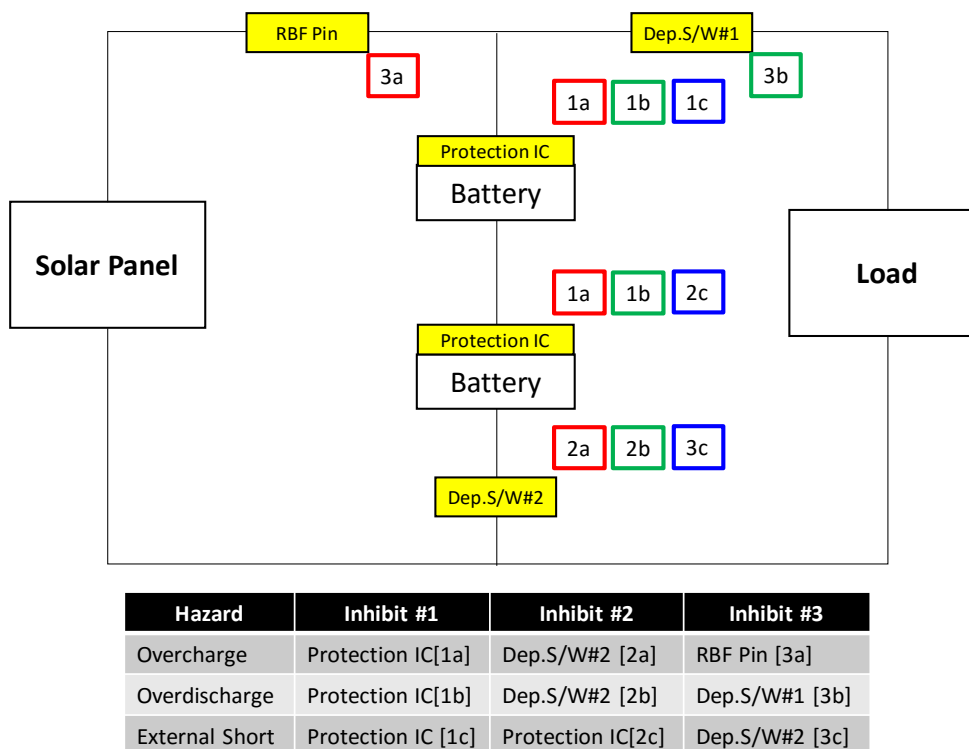 RBF Pin
Dep.S/W#1
3a
3b
1a 1b 1c
Protection IC
Battery
Solar Panel
Load
1a 1b 2c
Protection IC
Battery
2a 2b 3c
Dep.S/W#2
Hazard Inhibit #1 Inhibit #2 Inhibit #3
Overcharge Protection IC[1a] Dep.S/W#2 [2a] RBF Pin [3a]
Overdischarge Protection IC[1b] Dep.S/W#2 [2b] Dep.S/W#1 [3b]
External Short Protection IC [1c] Protection IC[2c] Dep.S/W#2 [3c]